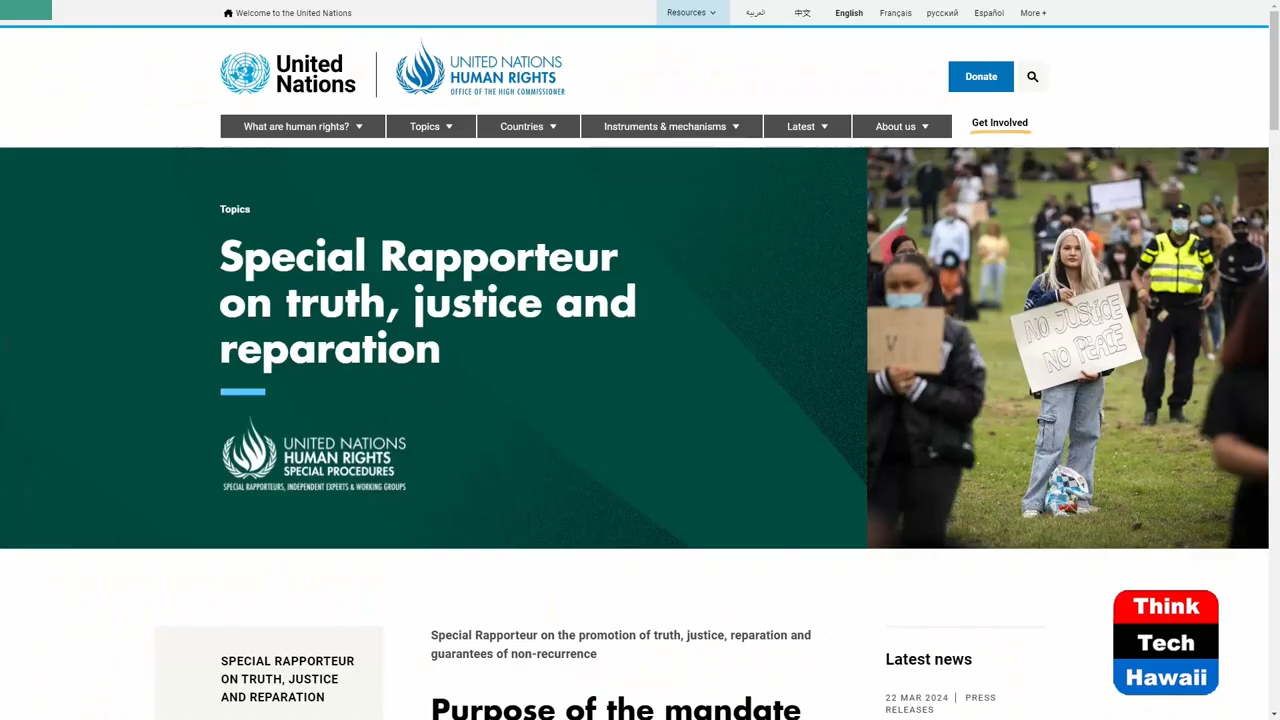 Welcome to the United Nations
Resources
العربية
中文
English
Français
русский
Español
More +
United
Nations
UNITED NATIONS
HUMAN RIGHTS
OFFICE OF THE HIGH COMMISSIONER
Donate
What are human rights?
Topics
Countries
Instruments & mechanisms
Latest
About us
Get Involved
Topics
Special Rapporteur
on truth, justice and
reparation
UNITED NATIONS
HUMAN RIGHTS
SPECIAL PROCEDURES
SPECIAL RAPPORTEURS, INDEPENDENT EXPERTS & WORKING GROUPS
NO JUSTICE
NO PEACE
V
SPECIAL RAPPORTEUR
ON TRUTH, JUSTICE
AND REPARATION
Special Rapporteur on the promotion of truth, justice, reparation and
guarantees of non-recurrence
Purpose of the mandate
Latest news
22 MAR 2024 | PRESS
RELEASES
Think
Tech
Hawaii